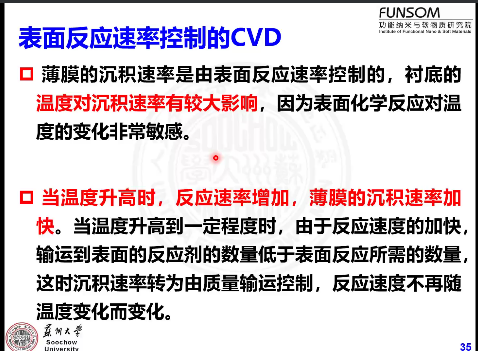 FUNSOM
功能纳米与软物质研究院
Institute of Functional Nano & Soft Materials
表面反应速率控制的CVD
薄膜的沉积速率是由表面反应速率控制的，衬底的
温度对沉积速率有较大影响，因为表面化学反应对温
度的变化非常敏感。
当温度升高时，反应速率增加，薄膜的沉积速率加
快。当温度升高到一定程度时，由于反应速度的加快，
输运到表面的反应剂的数量低于表面反应所需的数量，
这时沉积速率转为由质量输运控制，反应速度不再随
温度变化而变化。
苏州大学
Soochow
University
35